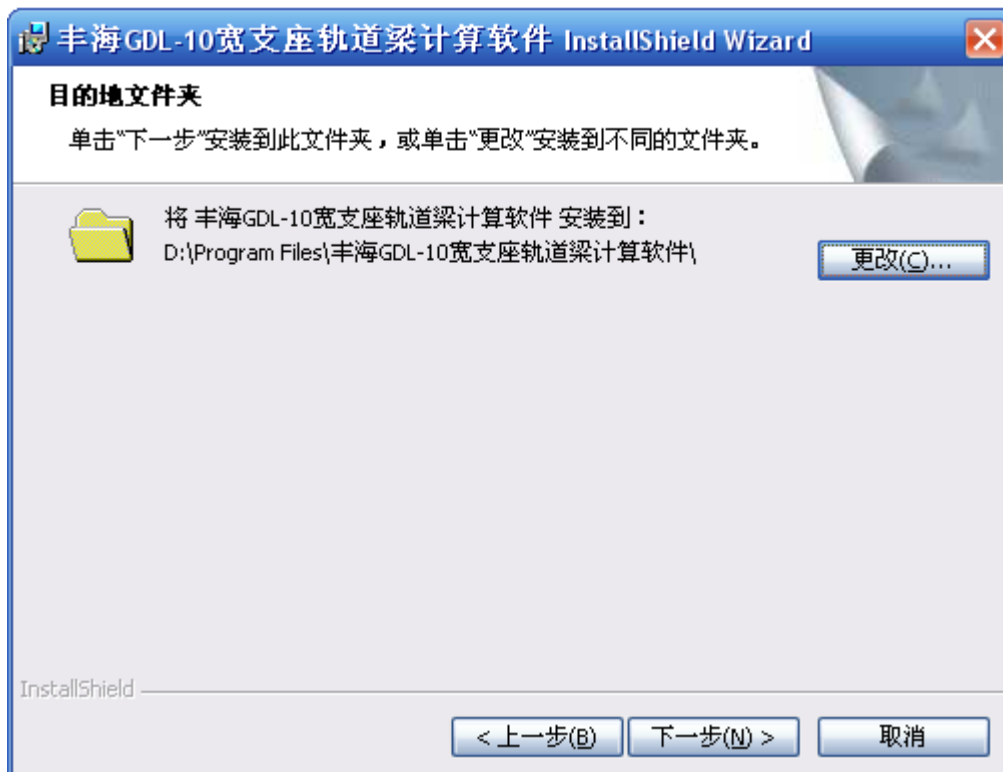 丰海GDL-10宽支座轨道梁计算软件 InstallShield Wizard
目的地文件夹
单击“下一步”安装到此文件夹，或单击“更改”安装到不同的文件夹。
将 丰海GDL-10宽支座轨道梁计算软件 安装到：
D:\Program Files\丰海GDL-10宽支座轨道梁计算软件\
更改(C)...
InstallShield
< 上一步(B)
下一步(N) >
取消